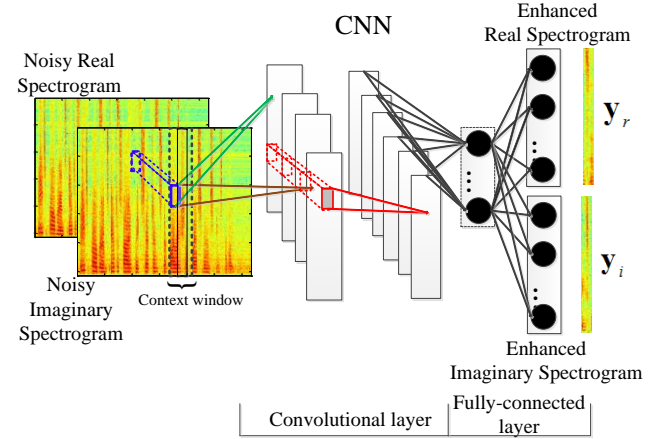 CNN
Noisy Real
Spectrogram
Enhanced
Real Spectrogram
y r
y i
Noisy
Imaginary
Spectrogram
Context window
Enhanced
Imaginary Spectrogram
Convolutional layer
Fully-connected
layer